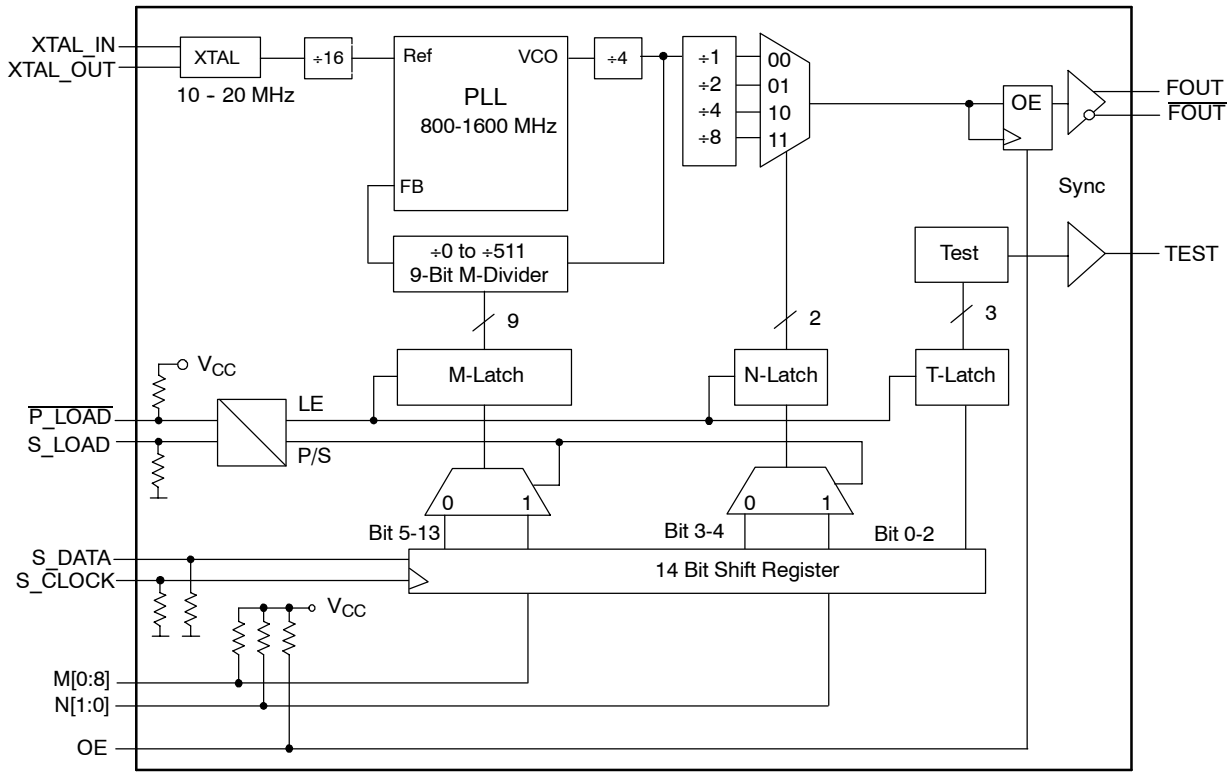 XTAL_IN
XTAL_OUT
XTAL
10 - 20 MHz
÷16
Ref
VCO
PLL
800-1600 MHz
FB
÷4
÷1
÷2
÷4
÷8
00
01
10
11
OE
FOUT
FOUT
Sync
÷0 to ÷511
9-Bit M-Divider
Test
TEST
9
2
3
VCC
M-Latch
N-Latch
T-Latch
P_LOAD
S_LOAD
LE
P/S
0
1
0
1
Bit 5-13
Bit 3-4
Bit 0-2
S_DATA
S_CLOCK
14 Bit Shift Register
VCC
M[0:8]
N[1:0]
OE